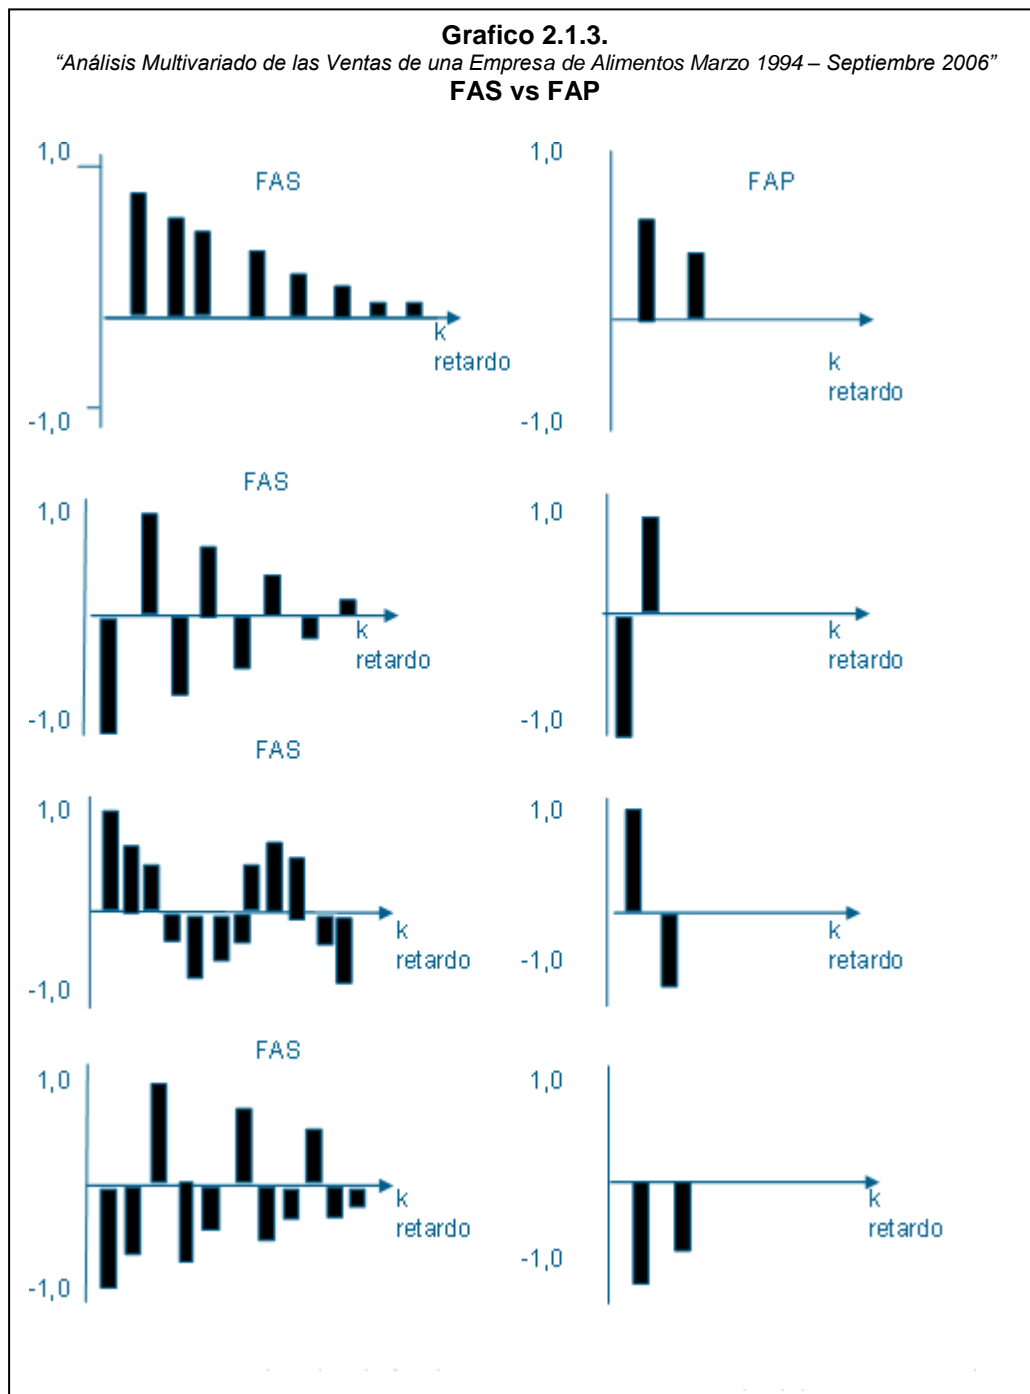 Grafico 2.1.3.
“Análisis Multivariado de las Ventas de una Empresa de Alimentos Marzo 1994 – Septiembre 2006”
FAS vs FAP
1,0
FAS
k
retardo
-1,0
1,0
FAP
k
retardo
-1,0
FAS
1,0
k
retardo
-1,0
1,0
k
retardo
-1,0
FAS
1,0
k
retardo
-1,0
1,0
k
retardo
-1,0
FAS
1,0
k
retardo
-1,0
1,0
k
retardo
-1,0